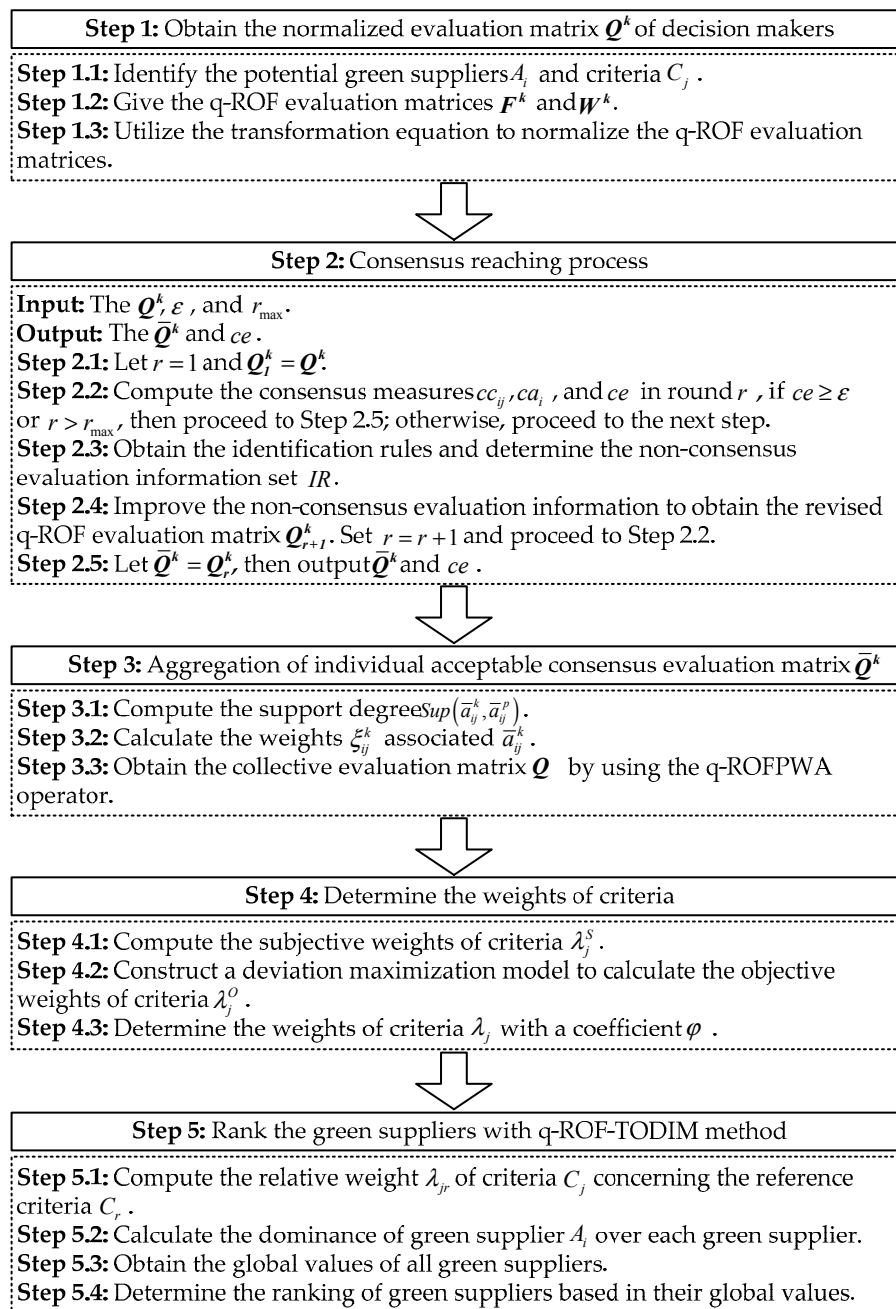 Step 1: Obtain the normalized evaluation matrix Q^k of decision makers
Step 1.1: Identify the potential green suppliers A_i and criteria C_j .
Step 1.2: Give the q-ROF evaluation matrices F^k and W^k.
Step 1.3: Utilize the transformation equation to normalize the q-ROF evaluation
matrices.
Step 2: Consensus reaching process
Input: The Q^k, ε , and r_max.
Output: The Q̄^k and ce .
Step 2.1: Let r = 1 and Q_1^k = Q^k.
Step 2.2: Compute the consensus measures cc_ij , ca_i , and ce in round r , if ce ≥ ε
or r > r_max , then proceed to Step 2.5; otherwise, proceed to the next step.
Step 2.3: Obtain the identification rules and determine the non-consensus
evaluation information set IR.
Step 2.4: Improve the non-consensus evaluation information to obtain the revised
q-ROF evaluation matrix Q_{r+1}^k. Set r = r + 1 and proceed to Step 2.2.
Step 2.5: Let Q̄^k = Q_r^k, then output Q̄^k and ce .
Step 3: Aggregation of individual acceptable consensus evaluation matrix Q̄^k
Step 3.1: Compute the support degree Sup(ā_ij^k, ā_ij^p).
Step 3.2: Calculate the weights ξ_ij^k associated ā_ij^k.
Step 3.3: Obtain the collective evaluation matrix Q by using the q-ROFPWA
operator.
Step 4: Determine the weights of criteria
Step 4.1: Compute the subjective weights of criteria λ_j^S .
Step 4.2: Construct a deviation maximization model to calculate the objective
weights of criteria λ_j^O .
Step 4.3: Determine the weights of criteria λ_j with a coefficient φ .
Step 5: Rank the green suppliers with q-ROF-TODIM method
Step 5.1: Compute the relative weight λ_jr of criteria C_j concerning the reference
criteria C_r .
Step 5.2: Calculate the dominance of green supplier A_i over each green supplier.
Step 5.3: Obtain the global values of all green suppliers.
Step 5.4: Determine the ranking of green suppliers based in their global values.